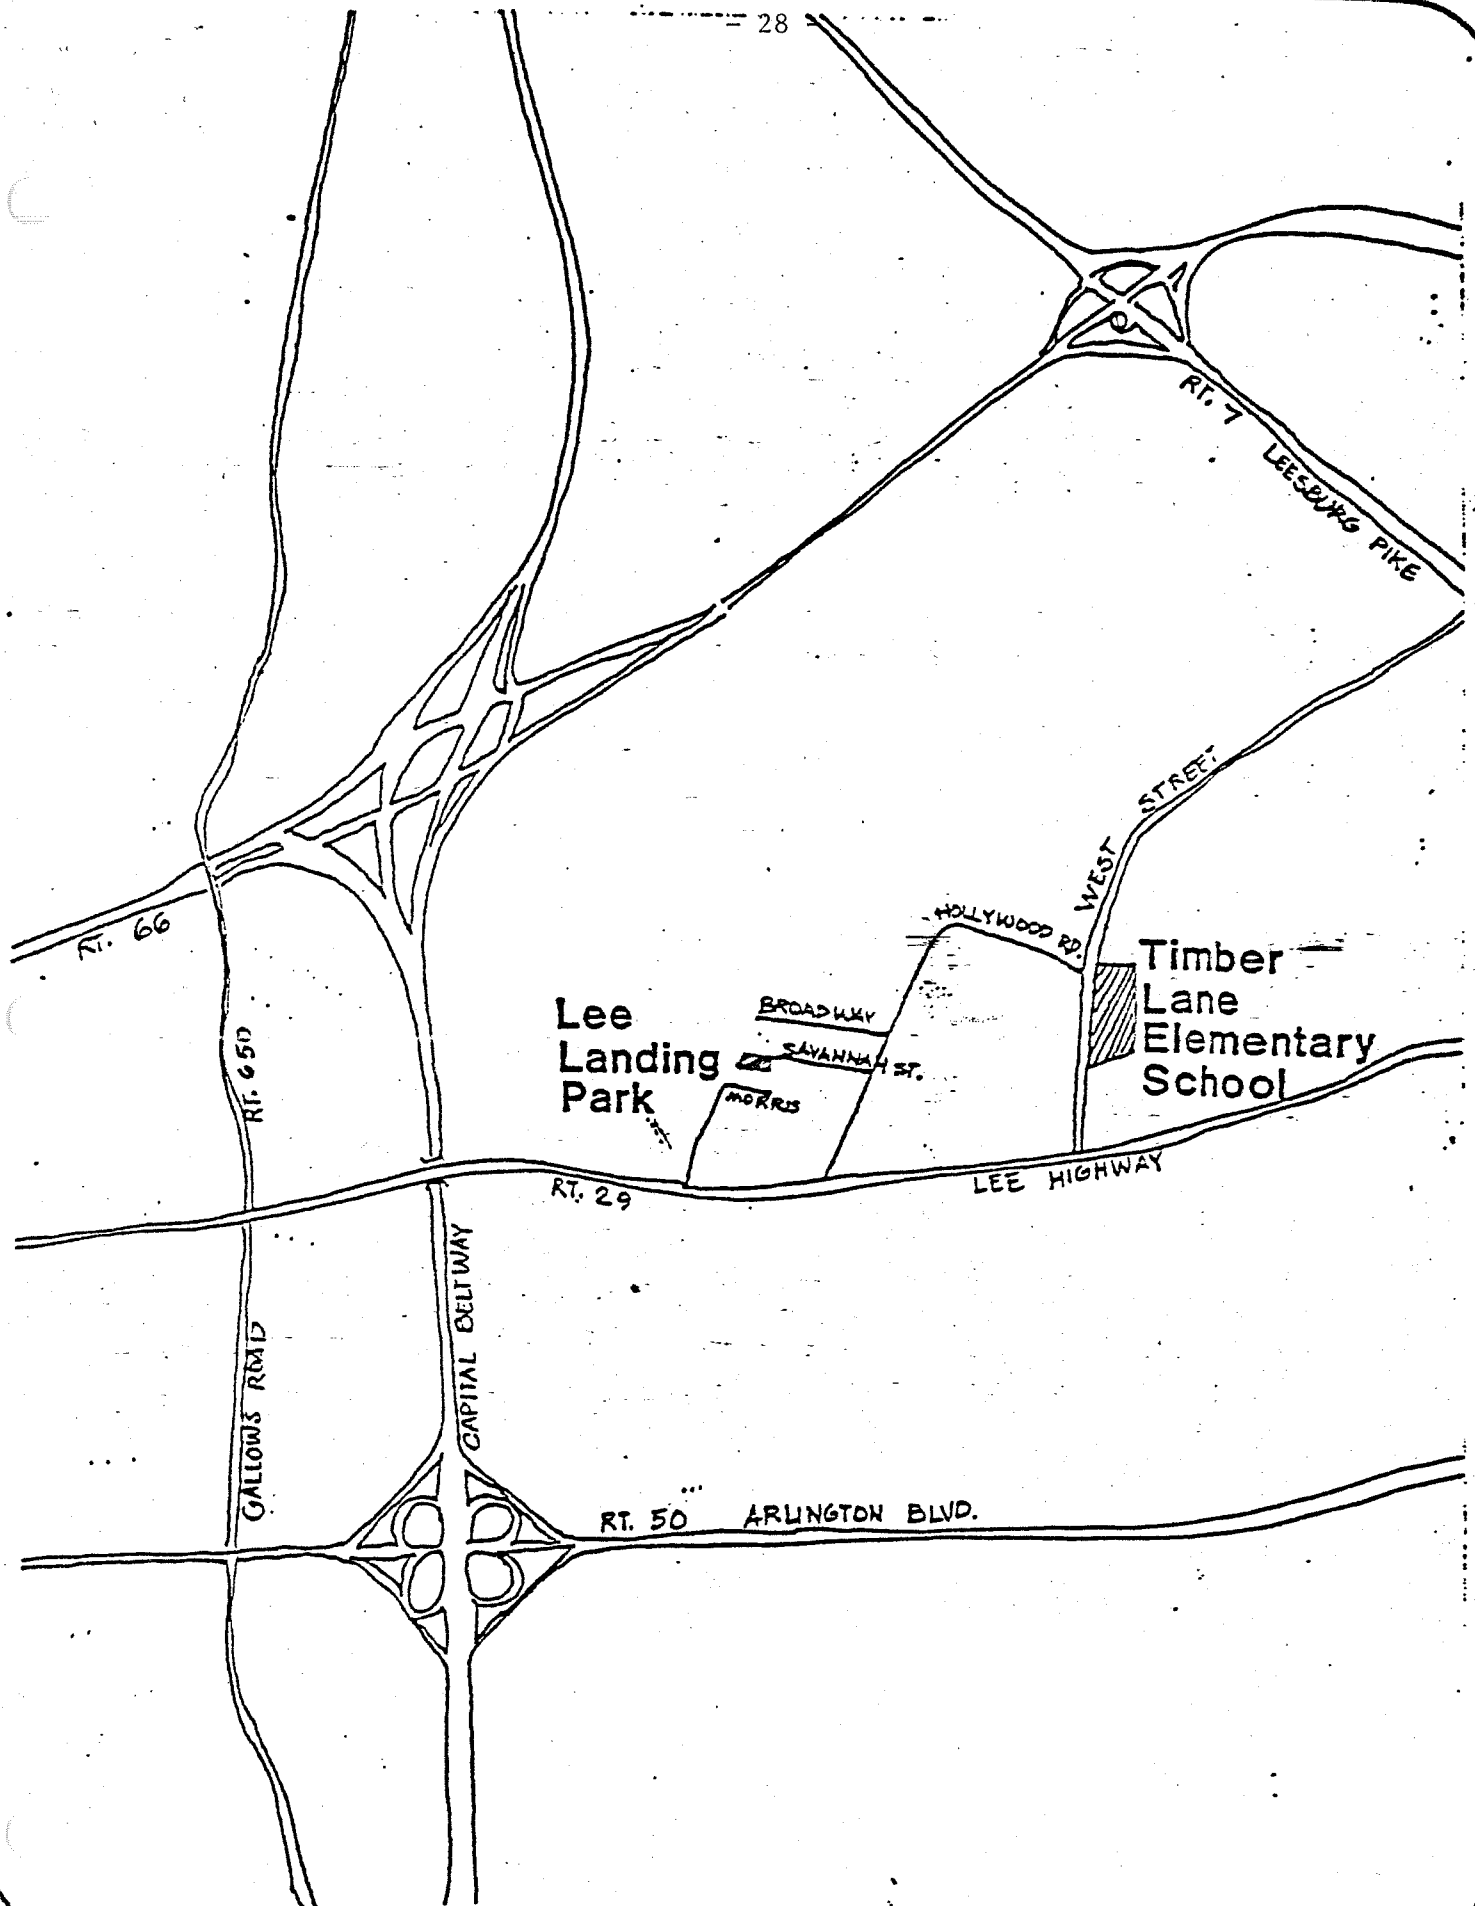 - 28 -
RT. 7 LEESBURG PIKE
WEST STREET
HOLLYWOOD RD.
RT. 66
Timber
Lane
Elementary
School
Lee
Landing
Park
BROADWAY
SAVANNAH ST.
MORRIS
RT. 650
LEE HIGHWAY
RT. 29
CAPITAL BELTWAY
GALLOWS ROAD
RT. 50 ARLINGTON BLVD.